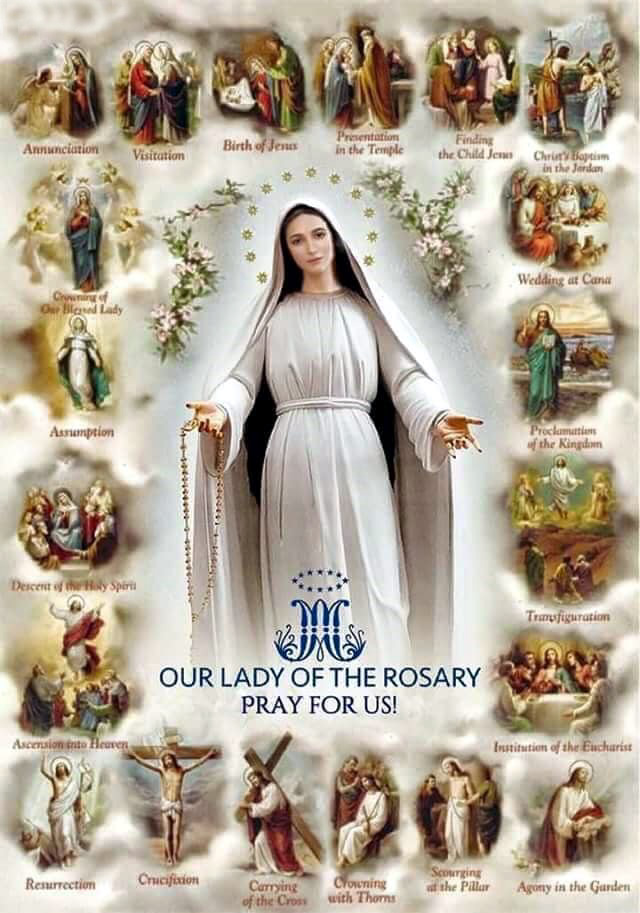 Annunciation
Visitation
Birth of Jesus
Presentation
in the Temple
Finding
the Child Jesus
Christ's Baptism
in the Jordan
Wedding at Cana
Proclamation
of the Kingdom
Transfiguration
Institution of the Eucharist
Agony in the Garden
Scourging
at the Pillar
Crowning
with Thorns
Carrying
of the Cross
Crucifixion
Resurrection
Ascension into Heaven
Descent of the Holy Spirit
Assumption
Crowning of
Our Blessed Lady
OUR LADY OF THE ROSARY
PRAY FOR US!